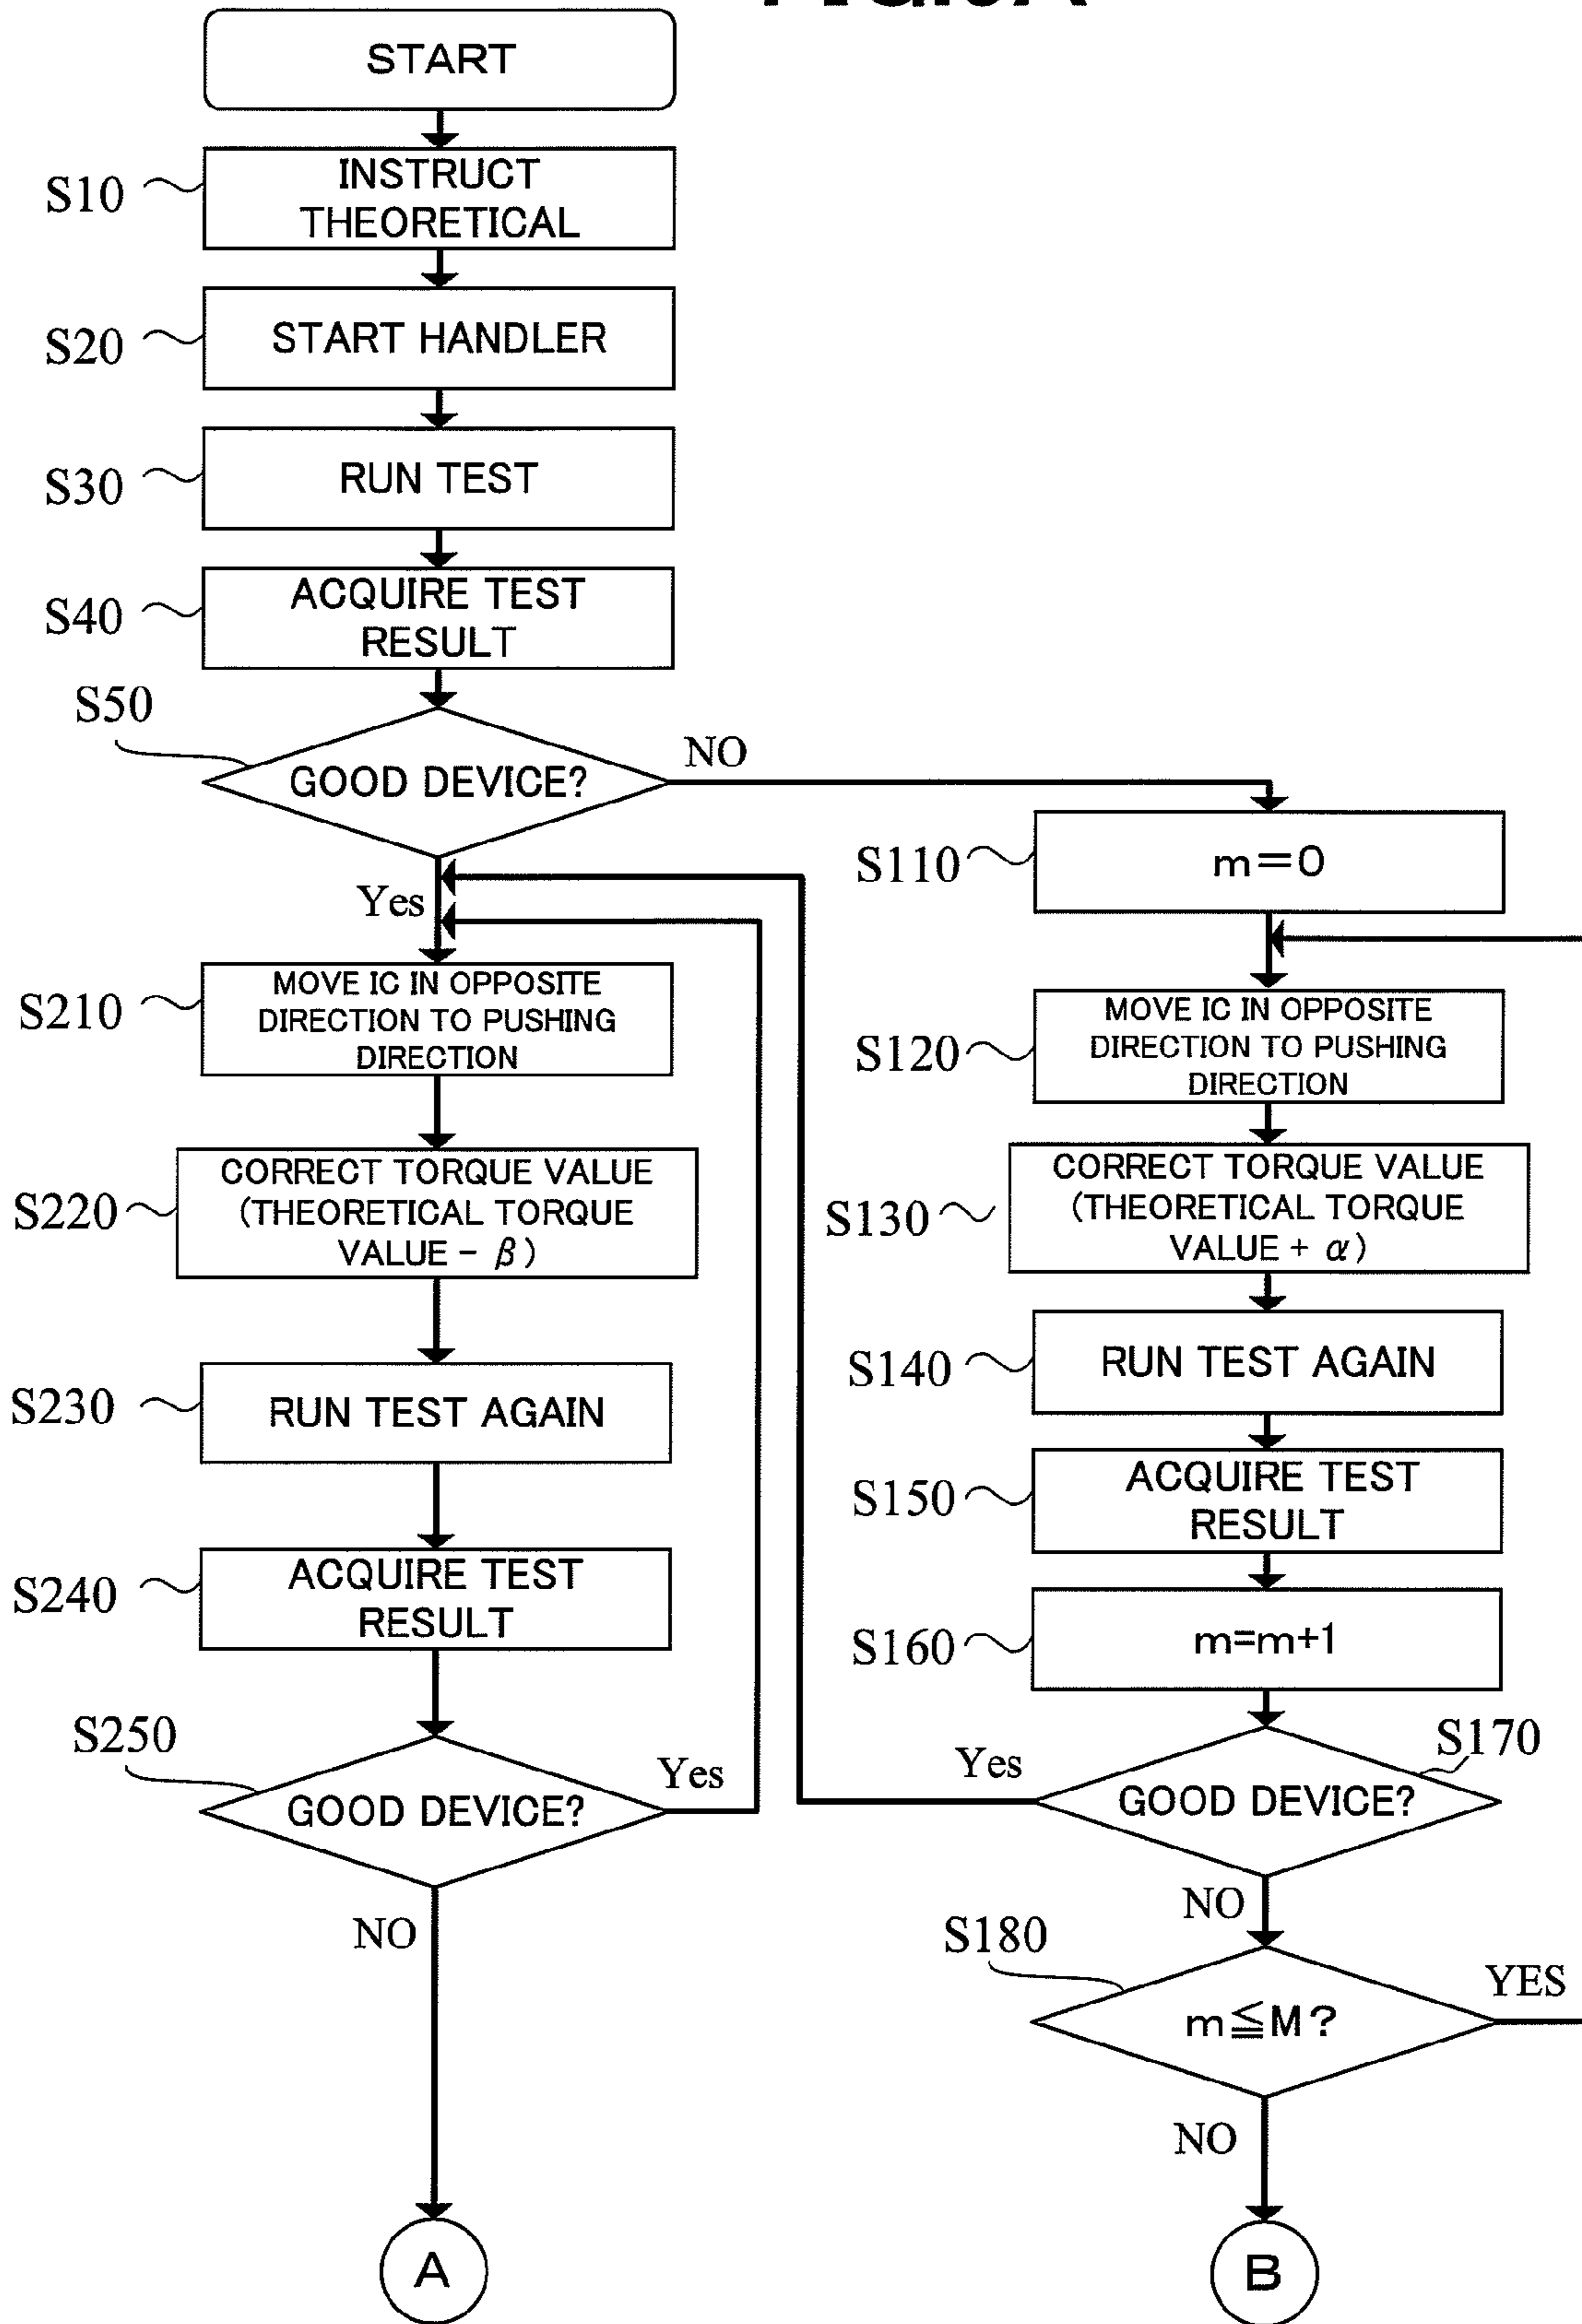 START
S10
INSTRUCT
THEORETICAL
S20
START HANDLER
S30
RUN TEST
S40
ACQUIRE TEST
RESULT
S50
GOOD DEVICE?
NO
Yes
S210
MOVE IC IN OPPOSITE
DIRECTION TO PUSHING
DIRECTION
S220
CORRECT TORQUE VALUE
(THEORETICAL TORQUE
VALUE - β)
S230
RUN TEST AGAIN
S240
ACQUIRE TEST
RESULT
S250
GOOD DEVICE?
Yes
NO
A
S110
m=0
S120
MOVE IC IN OPPOSITE
DIRECTION TO PUSHING
DIRECTION
S130
CORRECT TORQUE VALUE
(THEORETICAL TORQUE
VALUE + α)
S140
RUN TEST AGAIN
S150
ACQUIRE TEST
RESULT
S160
m=m+1
S170
GOOD DEVICE?
Yes
NO
S180
m≦M?
YES
NO
B